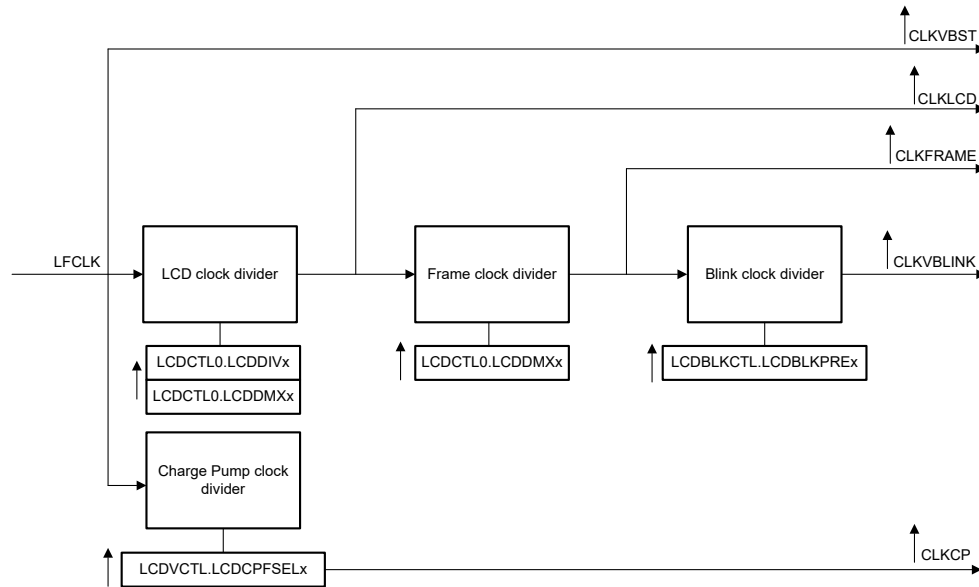 CLKVBST
CLKLCD
CLKFRAME
LFCLK
LCD clock divider
Frame clock divider
Blink clock divider
CLKVBLINK
LCDCTL0.LCDDIVx
LCDCTL0.LCDDMXx
LCDBLKCTL.LCDBLKPREx
LCDCTL0.LCDDMXx
Charge Pump clock
divider
LCDVCTL.LCDCPFSELx
CLKCP